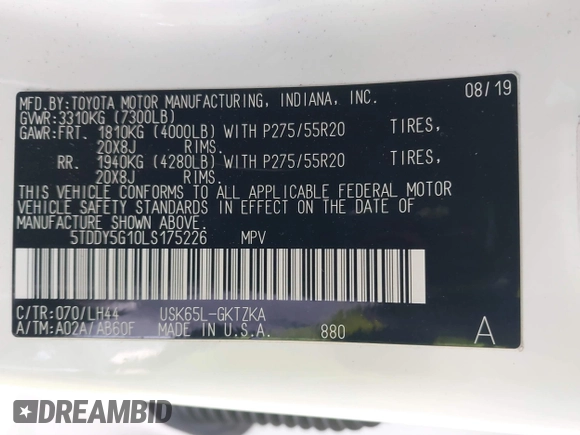 MFD.BY:TOYOTA MOTOR MANUFACTURING, INDIANA, INC. 08/19
GVWR:3310KG (7300LB)
GAWR:FRT. 1810KG (4000LB) WITH P275/55R20 TIRES,
20X8J RIMS.
RR. 1940KG (4280LB) WITH P275/55R20 TIRES,
20X8J RIMS.
THIS VEHICLE CONFORMS TO ALL APPLICABLE FEDERAL MOTOR
VEHICLE SAFETY STANDARDS IN EFFECT ON THE DATE OF
MANUFACTURE SHOWN ABOVE.
5TDDY5G10LS175226 MPV
C/TR:070/LH44 USK65L-GKTZKA
A/TM:A02A/AB60F MADE IN U.S.A. 880 A
DREAMBID